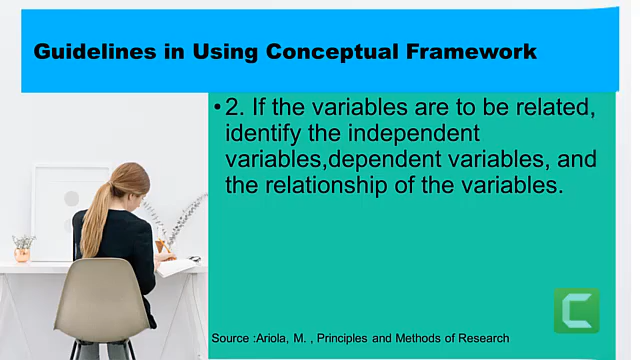 Guidelines in Using Conceptual Framework
•2. If the variables are to be related,
identify the independent
variables,dependent variables, and
the relationship of the variables.
Source :Ariola, M. , Principles and Methods of Research